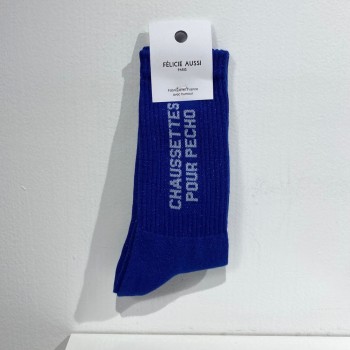 FÉLICIE AUSSI
PARIS
CHAUSSETTES
POUR PECHO